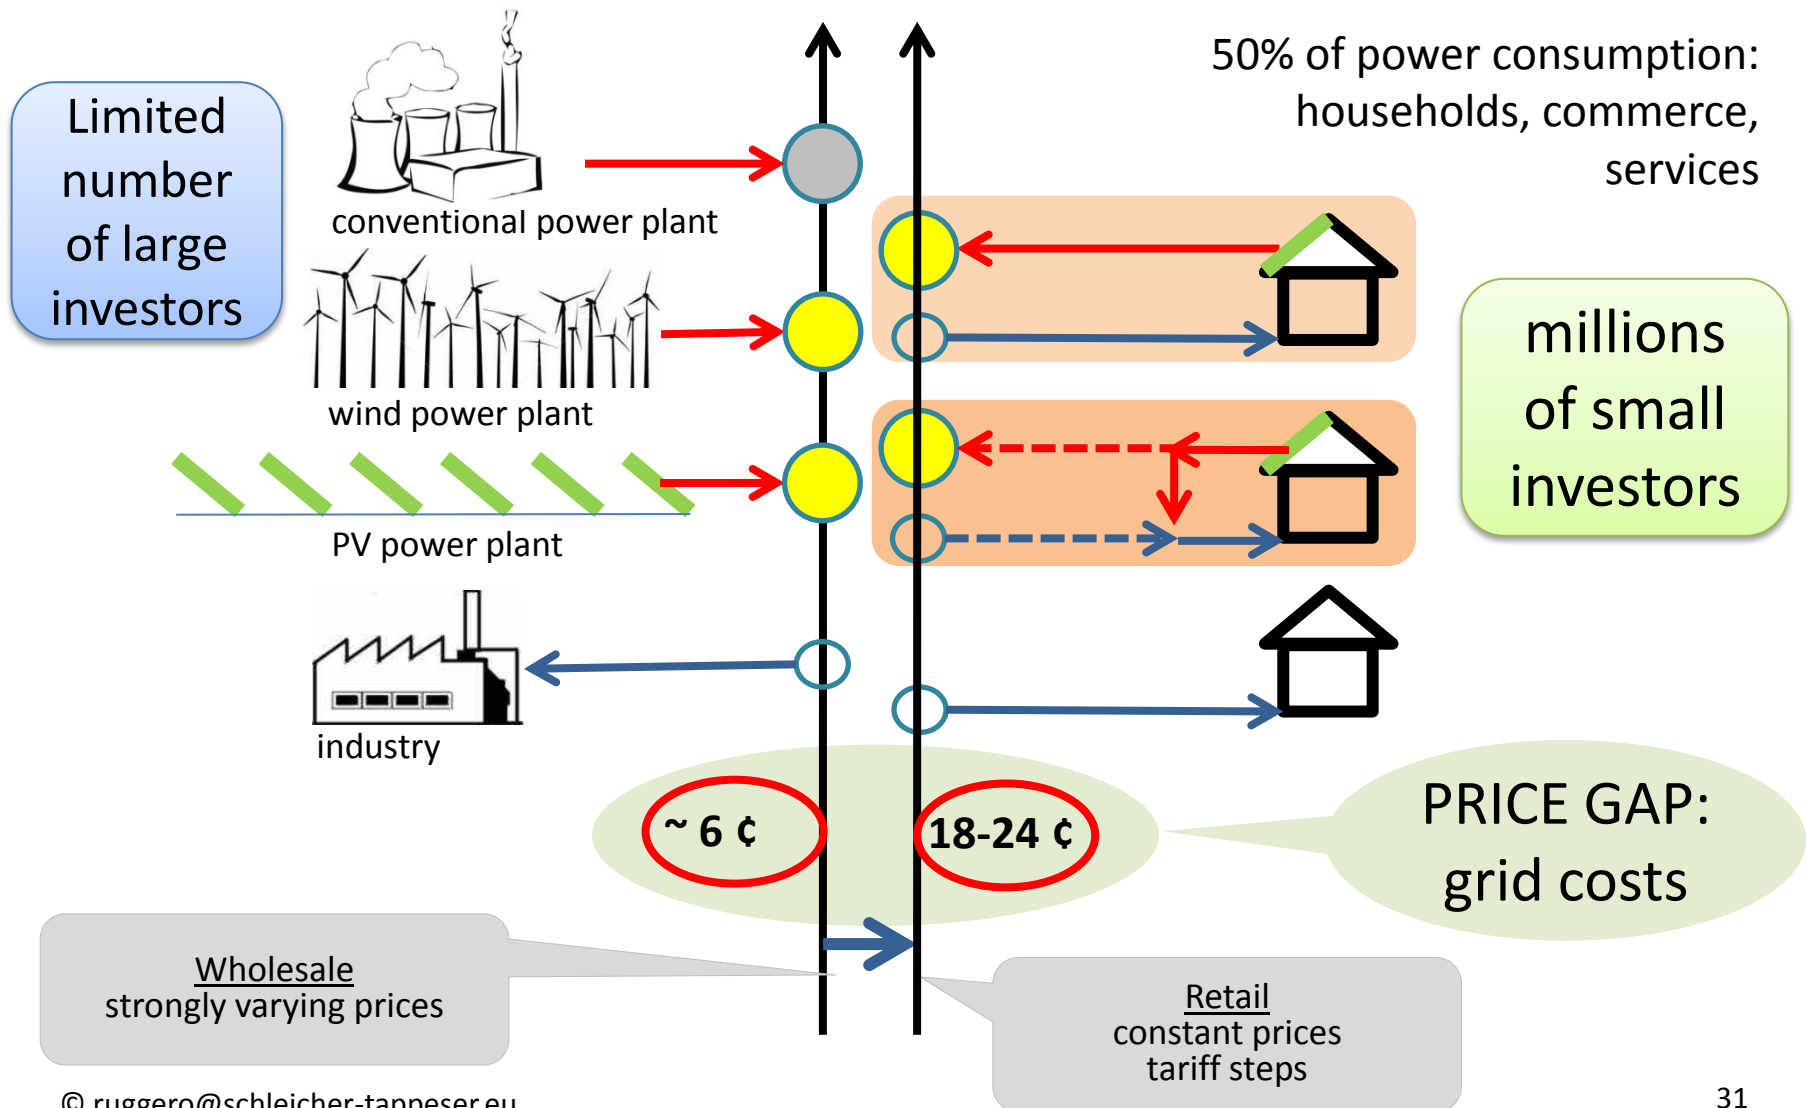 50% of power consumption:
households, commerce,
services
Limited
number
of large
investors
conventional power plant
wind power plant
PV power plant
industry
millions
of small
investors
~ 6 ¢
18-24 ¢
PRICE GAP:
grid costs
Wholesale
strongly varying prices
Retail
constant prices
tariff steps
© ruggero@schleicher-tappeser.eu
31